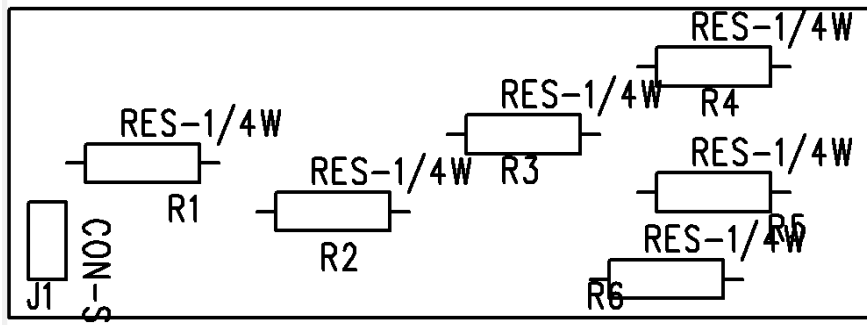 RES-1/4W
R4
RES-1/4W
R3
RES-1/4W
R1
RES-1/4W
R5
RES-1/4W
R2
RES-1/4W
R6
CON-S
J1